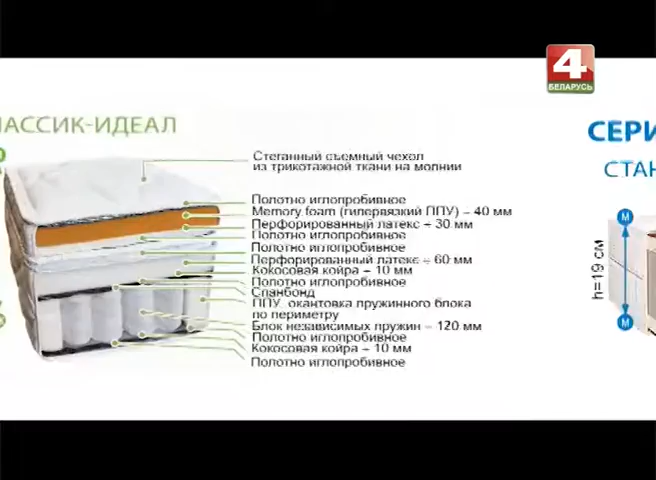 4
БЕЛАРУСЬ
ЛАССИК-ИДЕАЛ
Стеганный съемный чехол
из трикотажной ткани на молнии
Полотно иглопробивное
Memory foam (гипервязкий ППУ) – 40 мм
Перфорированный латекс – 30 мм
Полотно иглопробивное
Полотно иглопробивное
Перфорированный латекс – 60 мм
Кокосовая койра – 10 мм
Полотно иглопробивное
Спанбонд
ППУ, окантовка пружинного блока
по периметру
Блок независимых пружин – 120 мм
Полотно иглопробивное
Кокосовая койра – 10 мм
Полотно иглопробивное
СЕРИ
СТАН
М
h=19 см
М